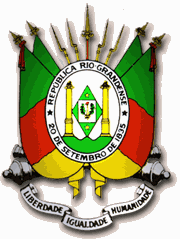 REPÚBLICA RIO-GRANDENSE
20 DE SETEMBRO DE 1835
LIBERDADE
IGUALDADE
HUMANIDADE